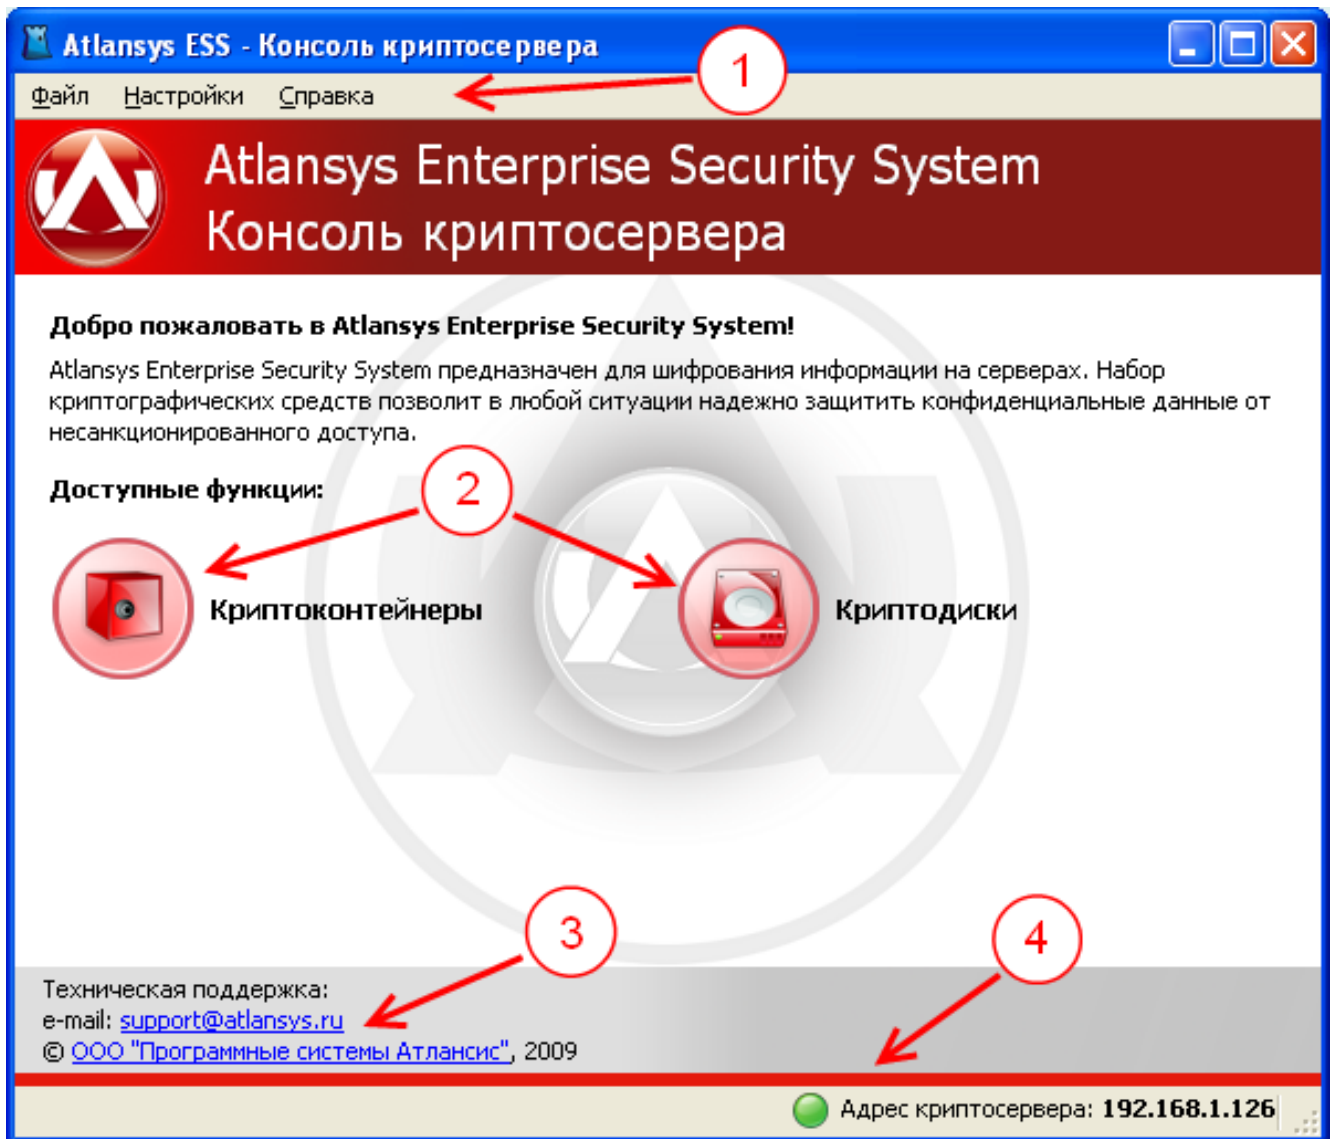 Atlansys ESS - Консоль криптосервера
1
Файл Настройки Справка
Atlansys Enterprise Security System
Консоль криптосервера
Добро пожаловать в Atlansys Enterprise Security System!
Atlansys Enterprise Security System предназначен для шифрования информации на серверах. Набор
криптографических средств позволит в любой ситуации надежно защитить конфиденциальные данные от
несанкционированного доступа.
Доступные функции:
2
Криптоконтейнеры
Криптодиски
3
4
Техническая поддержка:
e-mail: support@atlansys.ru
© ООО "Программные системы Атлансис", 2009
Адрес криптосервера: 192.168.1.126